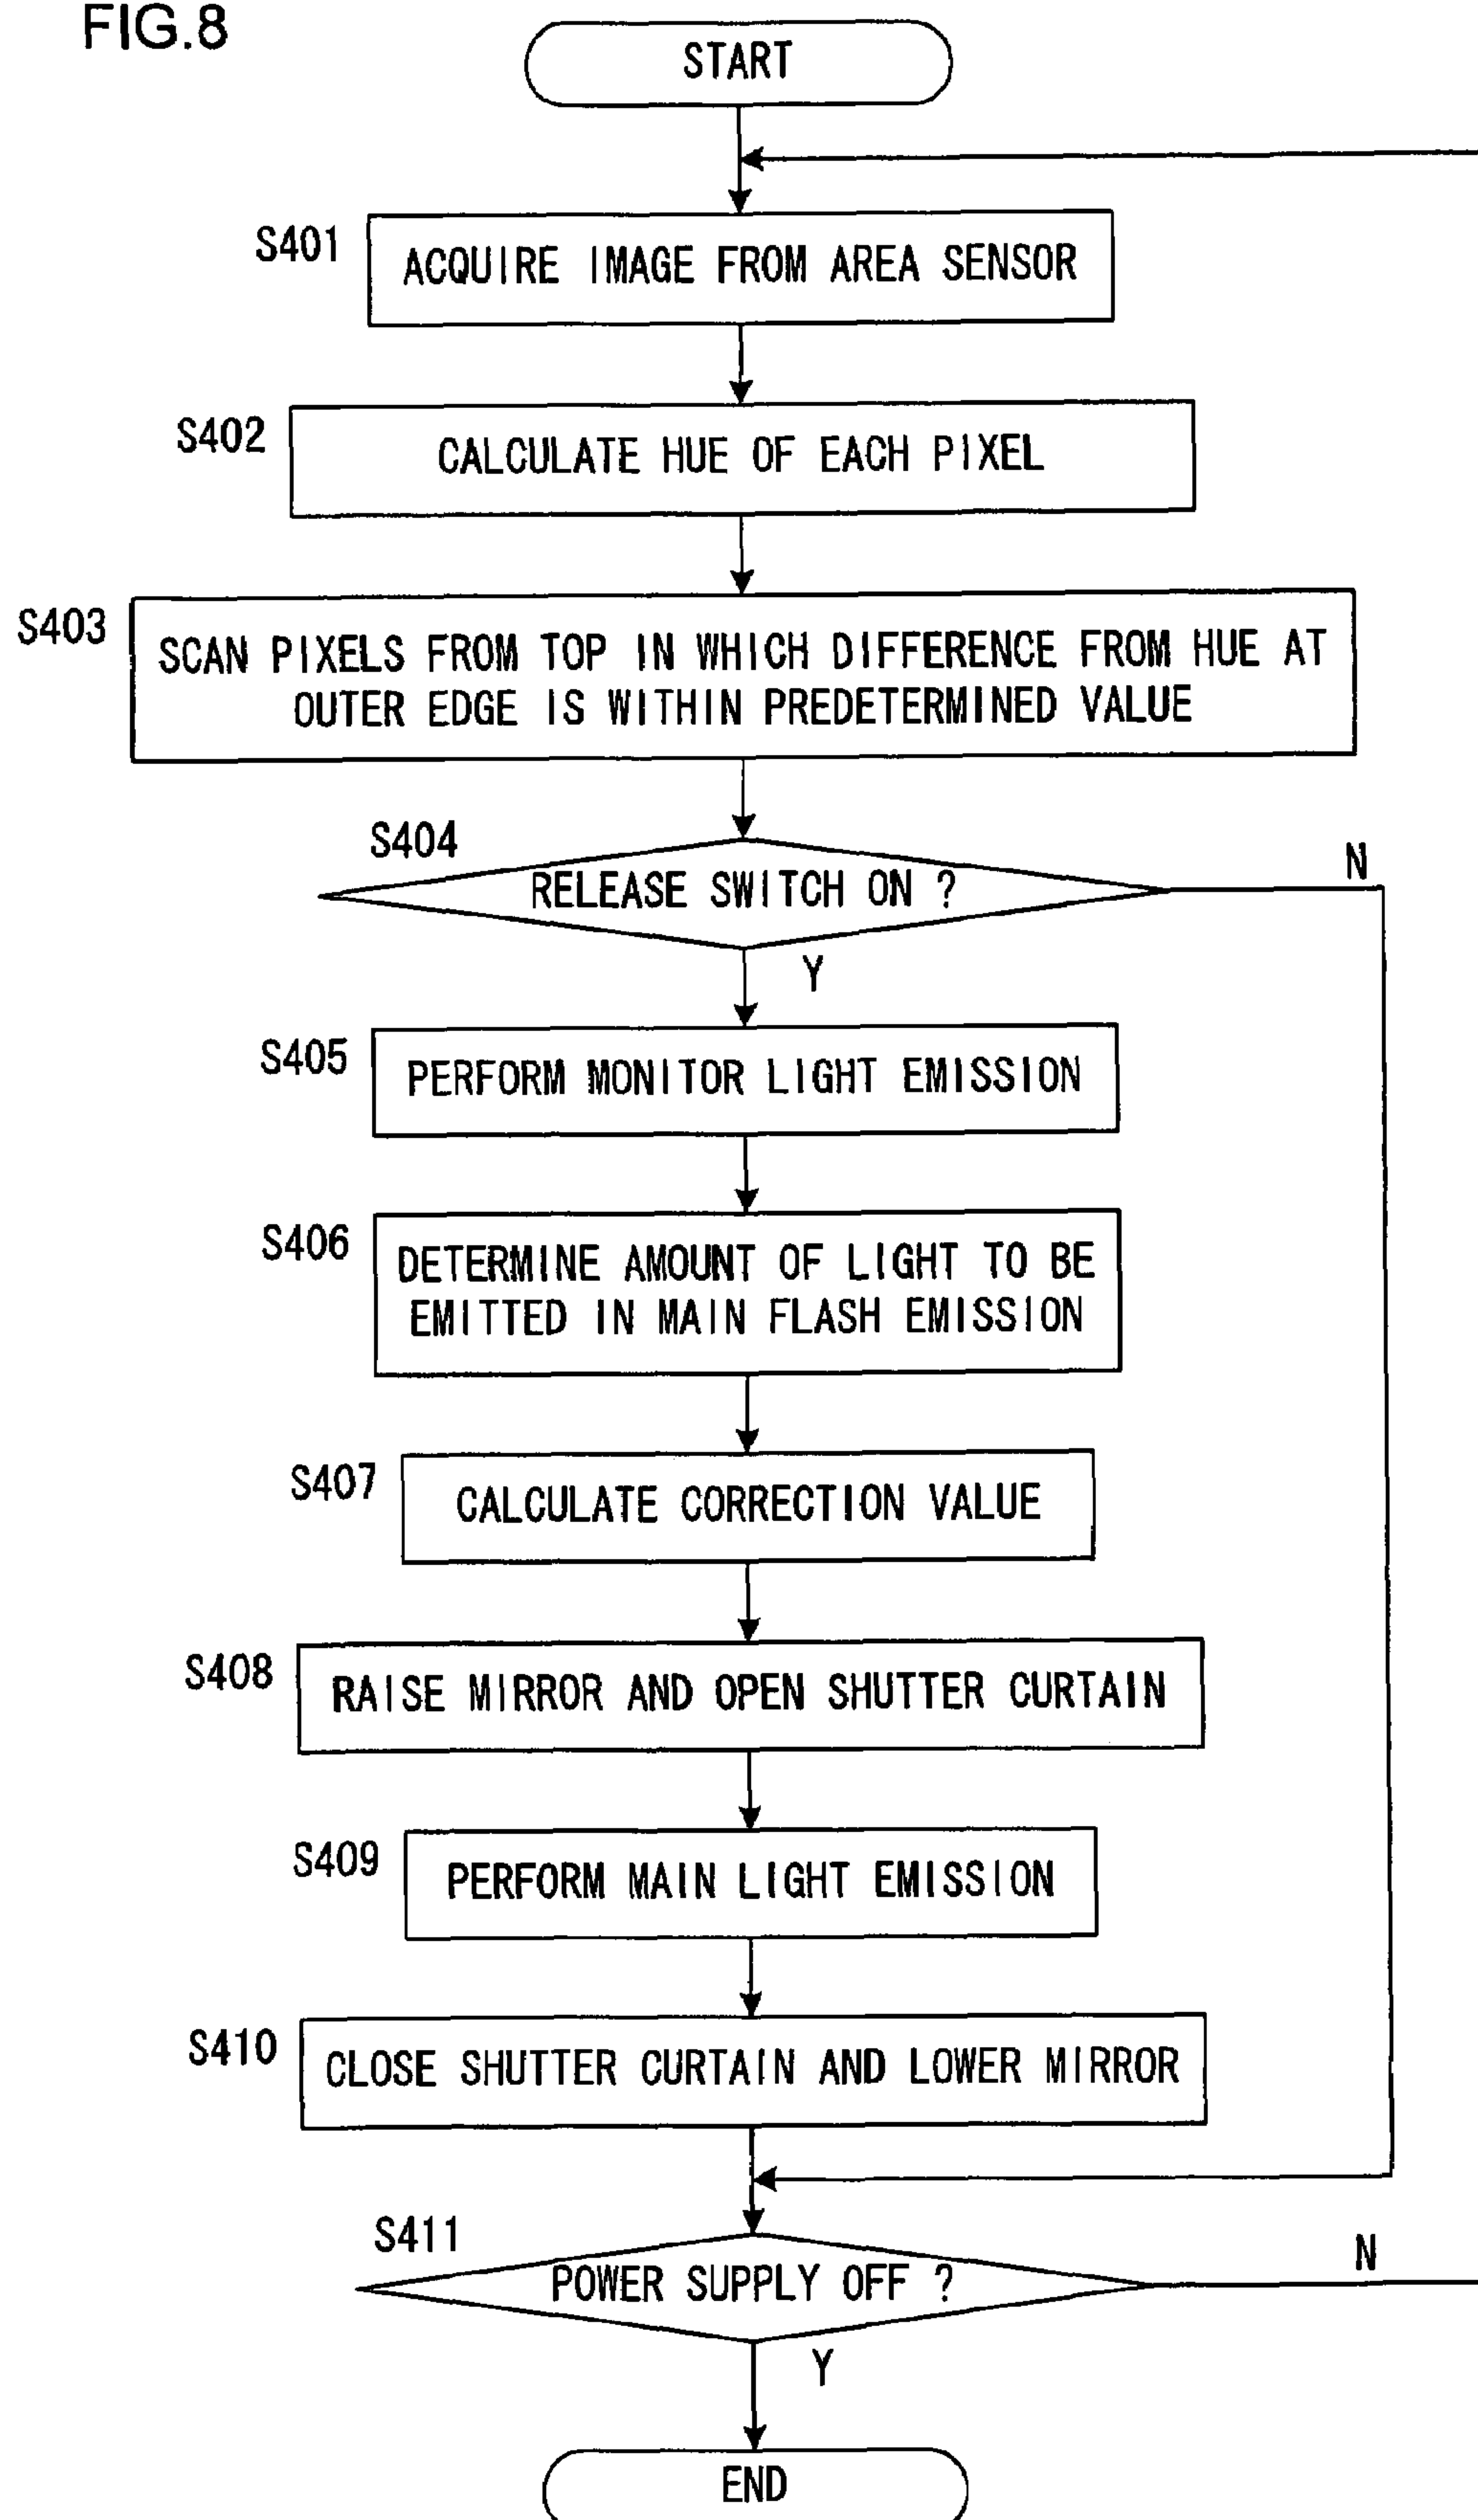 FIG.8
START
S401
ACQUIRE IMAGE FROM AREA SENSOR
S402
CALCULATE HUE OF EACH PIXEL
S403
SCAN PIXELS FROM TOP IN WHICH DIFFERENCE FROM HUE AT
OUTER EDGE IS WITHIN PREDETERMINED VALUE
S404
RELEASE SWITCH ON ?
N
Y
S405
PERFORM MONITOR LIGHT EMISSION
S406
DETERMINE AMOUNT OF LIGHT TO BE
EMITTED IN MAIN FLASH EMISSION
S407
CALCULATE CORRECTION VALUE
S408
RAISE MIRROR AND OPEN SHUTTER CURTAIN
S409
PERFORM MAIN LIGHT EMISSION
S410
CLOSE SHUTTER CURTAIN AND LOWER MIRROR
S411
POWER SUPPLY OFF ?
N
Y
END